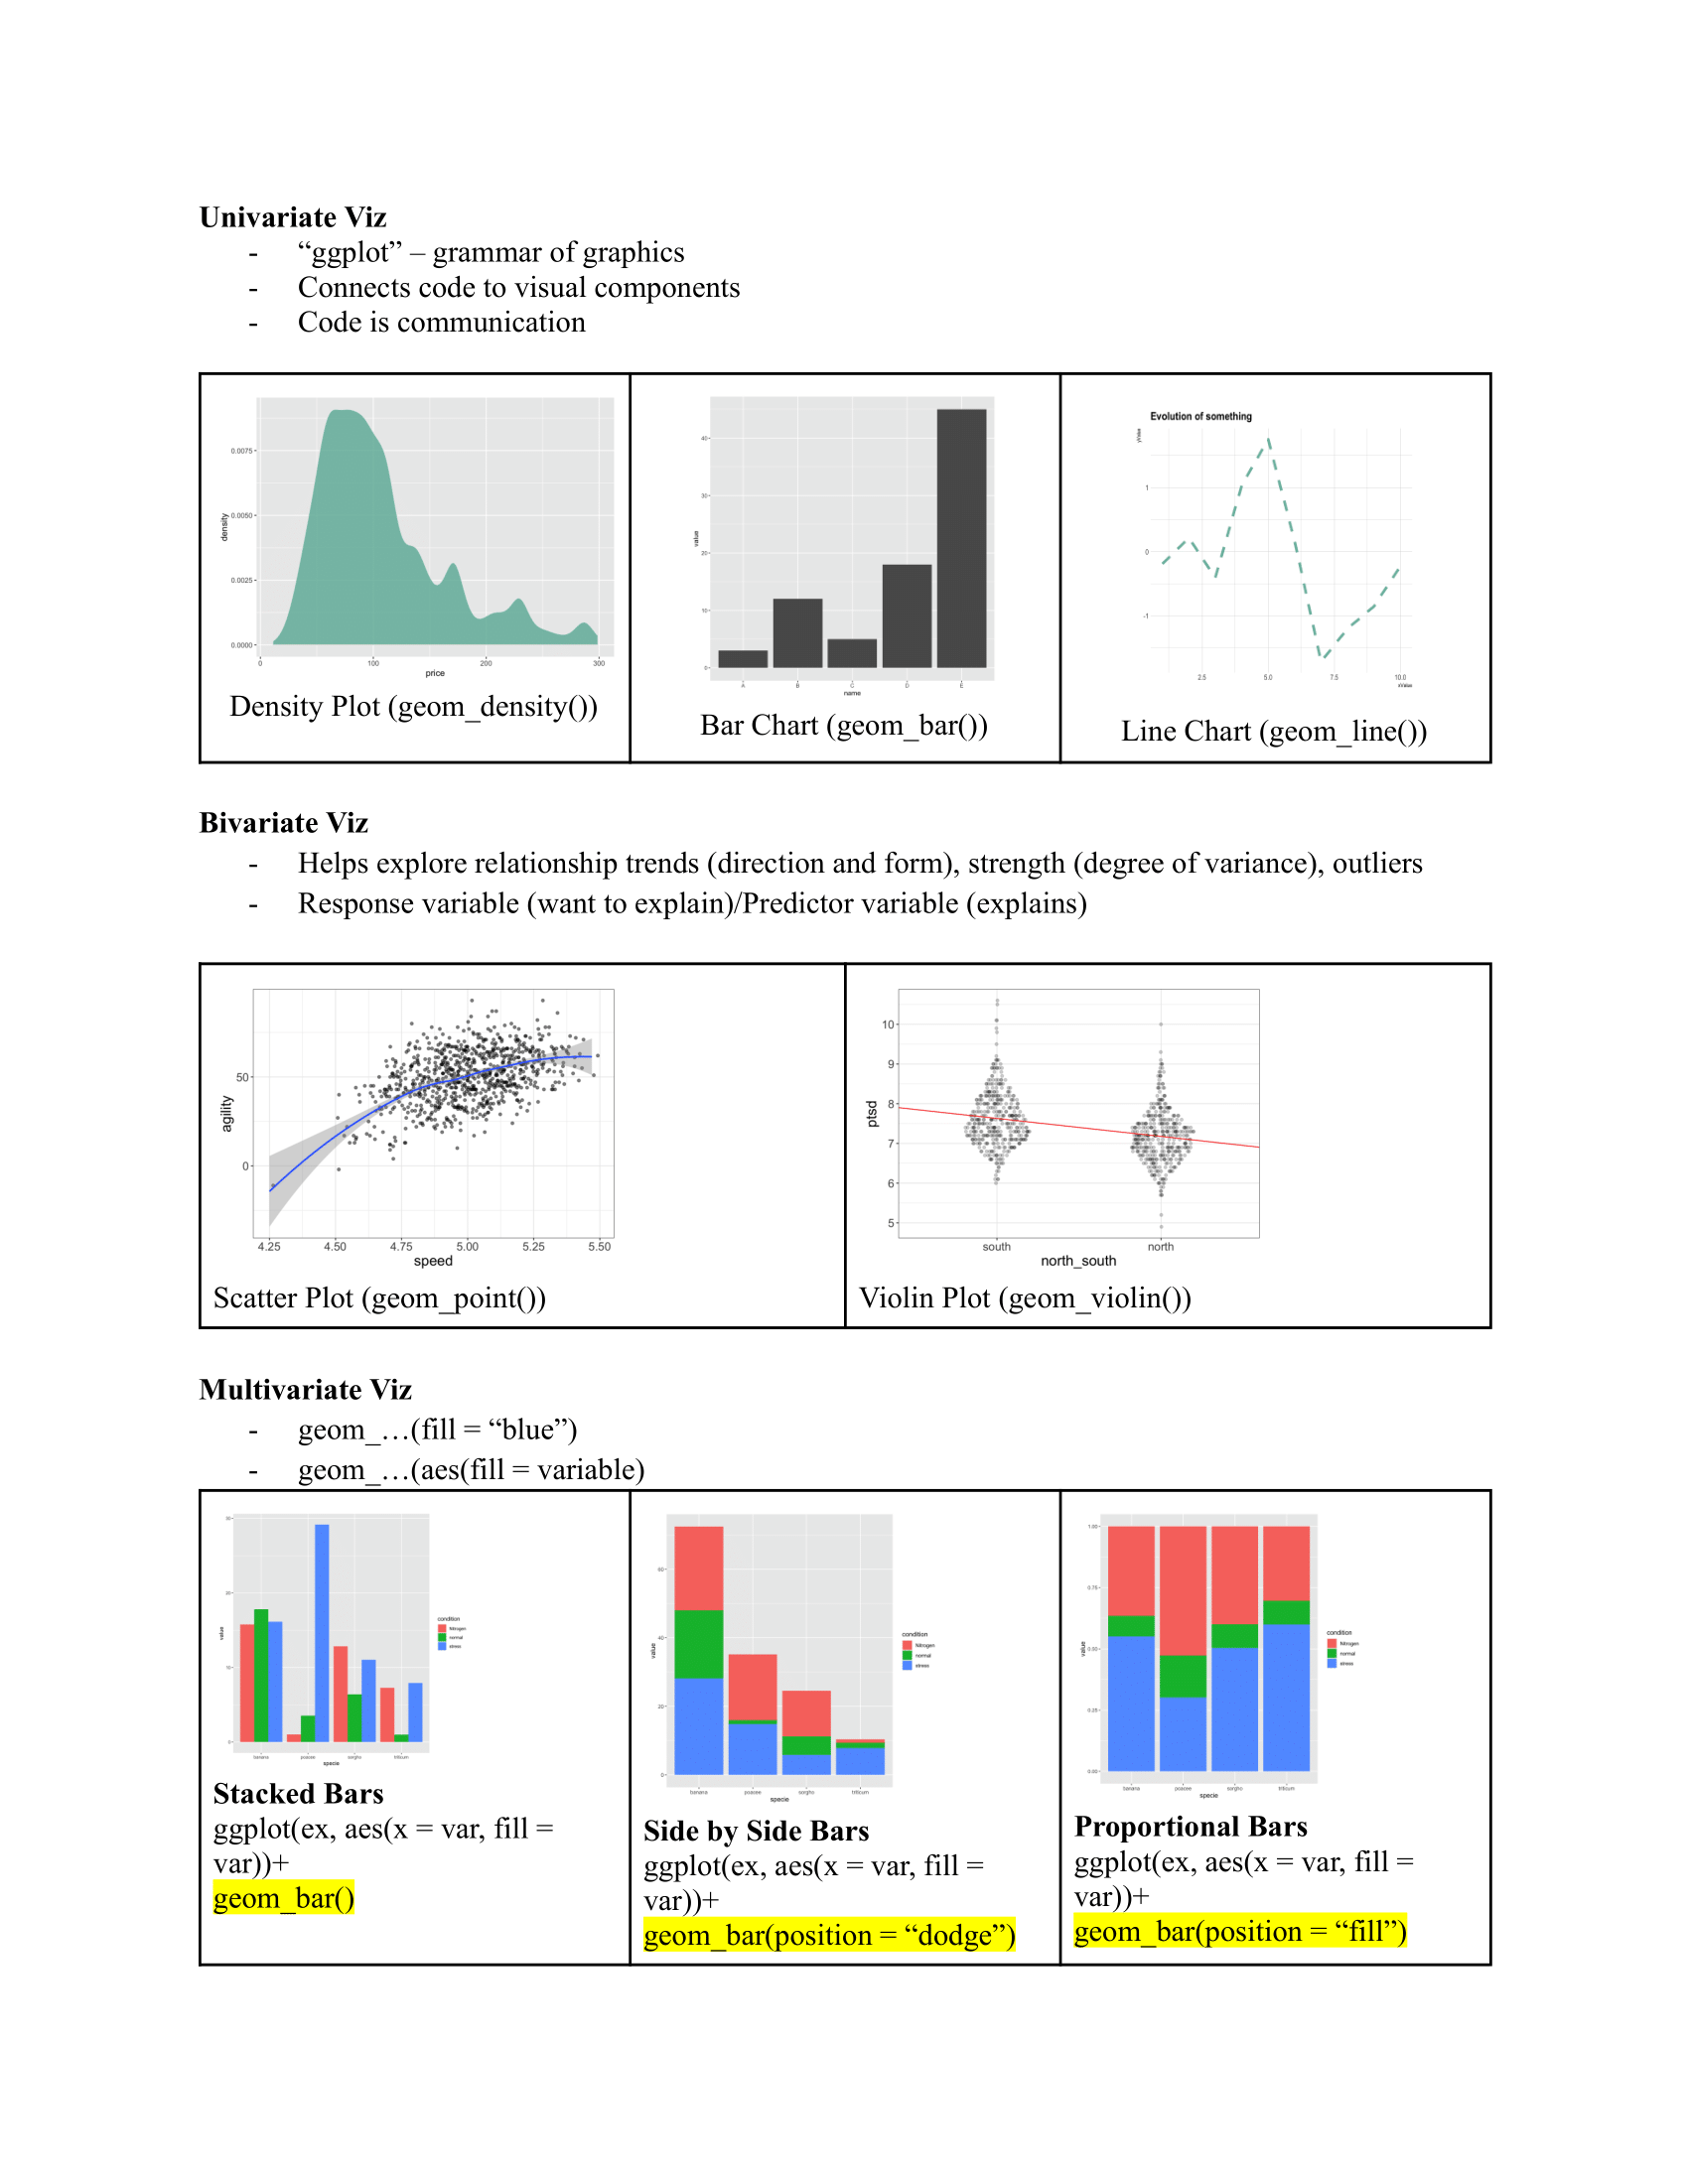 Univariate Viz
- “ggplot” – grammar of graphics
- Connects code to visual components
- Code is communication
0.0075
0.0050
0.0025
0.0000
density
0 100 200 300
price
Density Plot (geom_density())
40
30
20
10
0
value
A B C D E
name
Bar Chart (geom_bar())
Evolution of something
yValue
1
0
-1
2.5 5.0 7.5 10.0
xValue
Line Chart (geom_line())
Bivariate Viz
- Helps explore relationship trends (direction and form), strength (degree of variance), outliers
- Response variable (want to explain)/Predictor variable (explains)
50
0
agility
4.25 4.50 4.75 5.00 5.25 5.50
speed
Scatter Plot (geom_point())
10
9
8
7
6
5
ptsd
south north
north_south
Violin Plot (geom_violin())
Multivariate Viz
- geom_…(fill = “blue”)
- geom_…(aes(fill = variable)
30
20
10
0
value
banana poacee sorgho triticum
specie
condition
Nitrogen
normal
stress
Stacked Bars
ggplot(ex, aes(x = var, fill =
var))+
geom_bar()
60
40
20
0
value
banana poacee sorgho triticum
specie
condition
Nitrogen
normal
stress
Side by Side Bars
ggplot(ex, aes(x = var, fill =
var))+
geom_bar(position = “dodge”)
1.00
0.75
0.50
0.25
0.00
value
banana poacee sorgho triticum
specie
condition
Nitrogen
normal
stress
Proportional Bars
ggplot(ex, aes(x = var, fill =
var))+
geom_bar(position = “fill”)